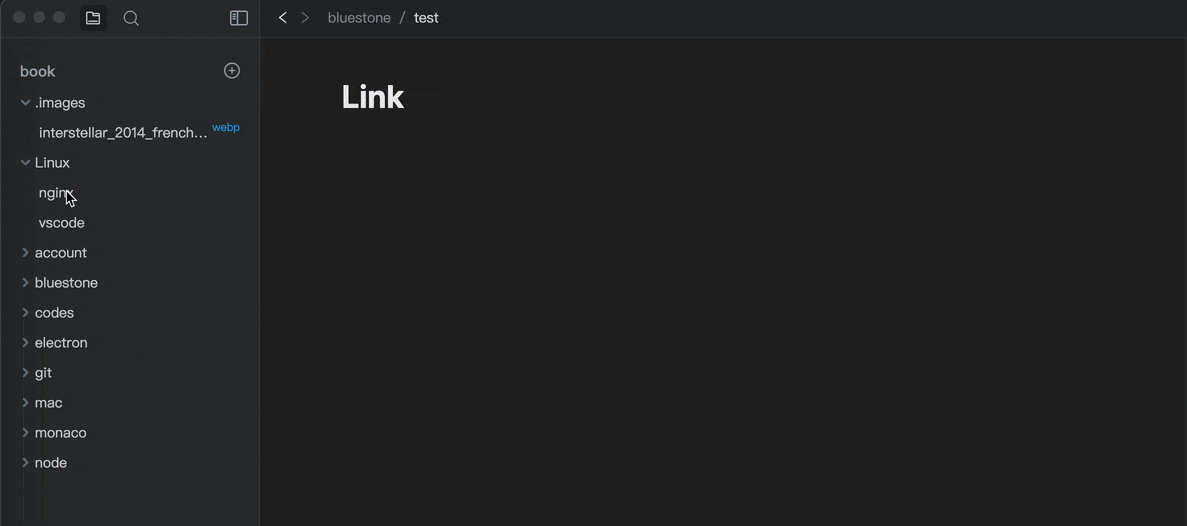 bluestone / test
book
.images
interstellar_2014_french... webp
Linux
nginx
vscode
account
bluestone
codes
electron
git
mac
monaco
node
Link